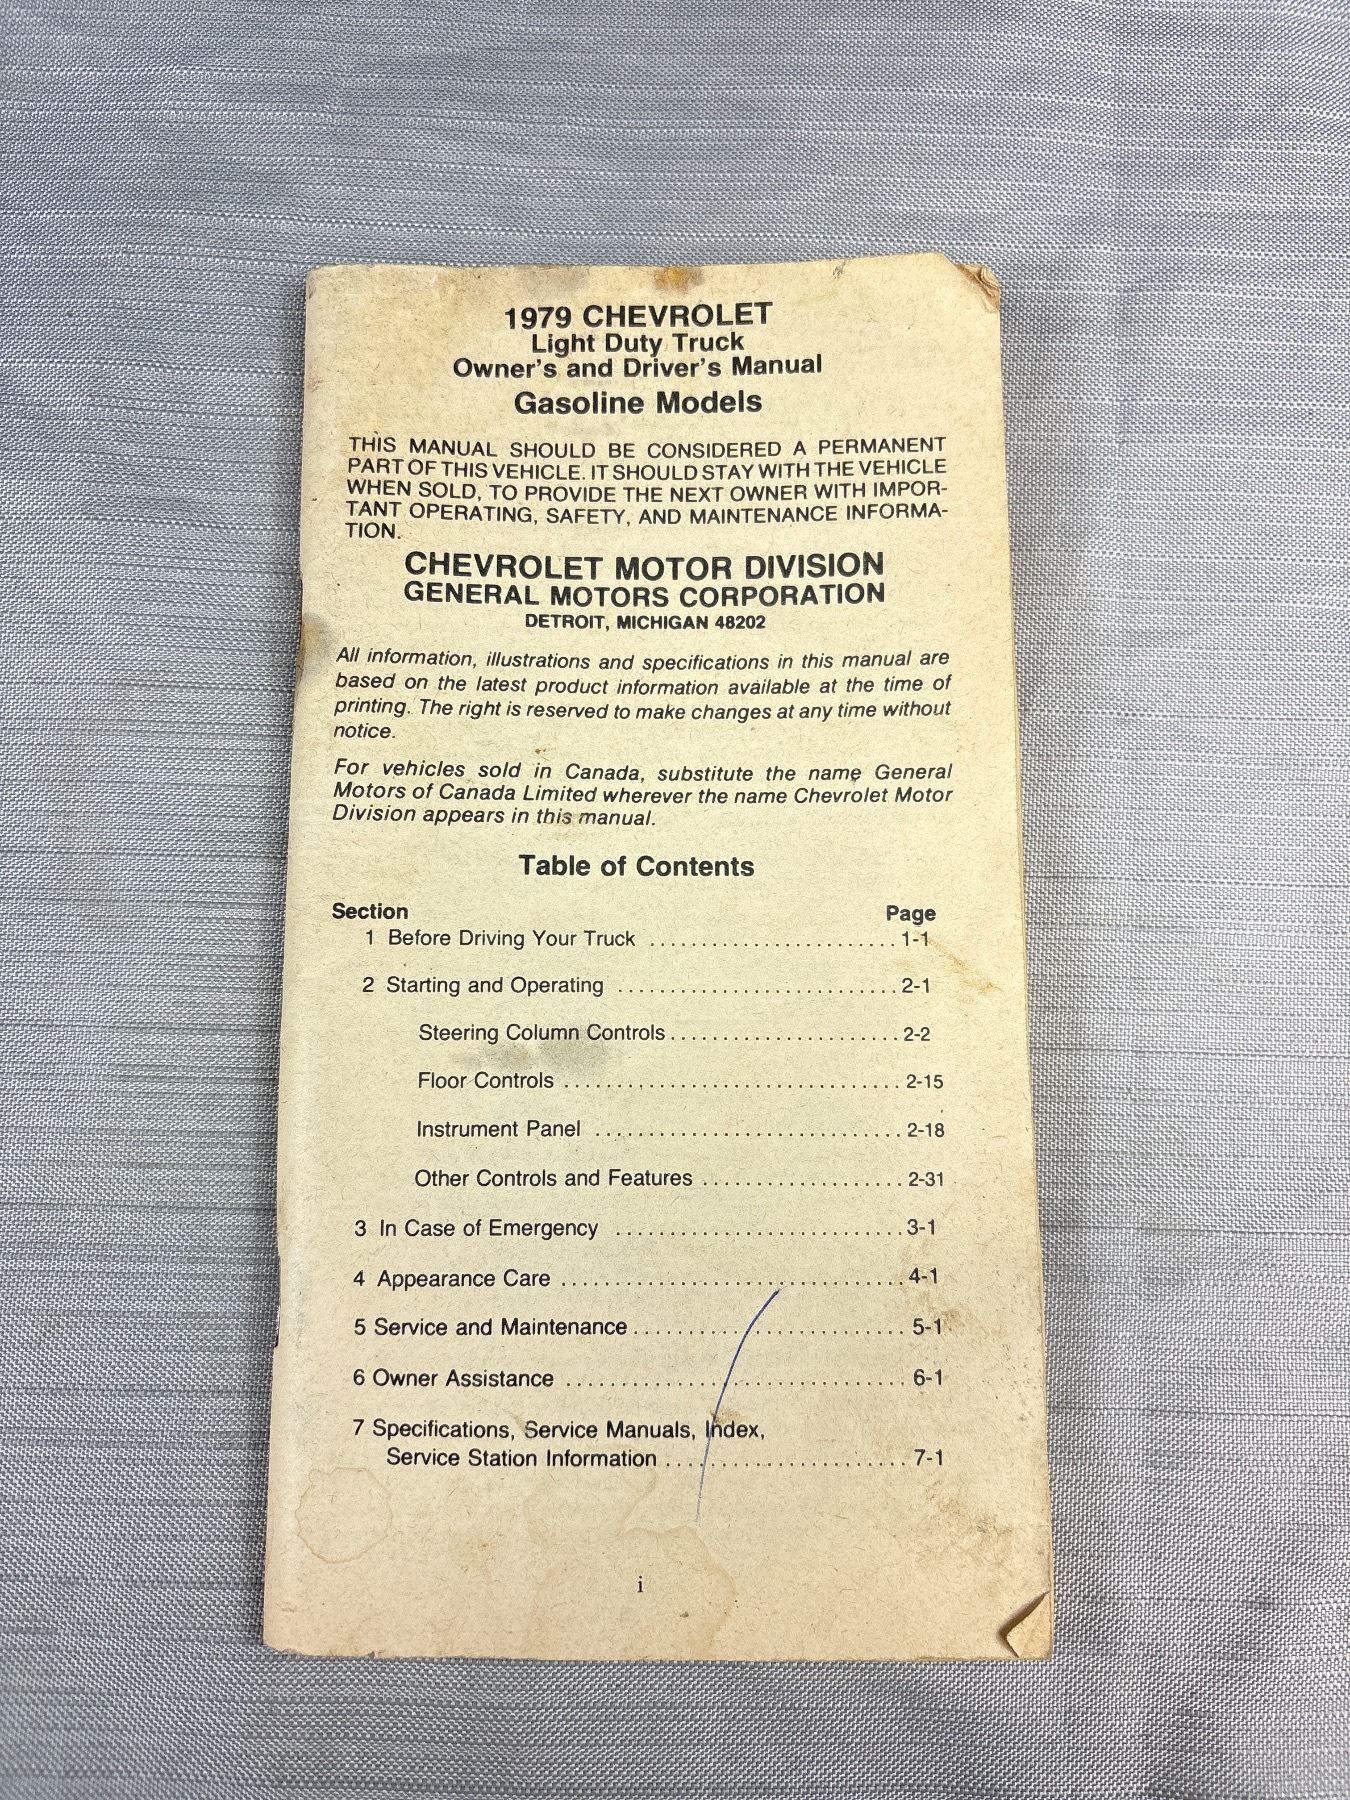 1979 CHEVROLET
Light Duty Truck
Owner's and Driver's Manual
Gasoline Models
THIS MANUAL SHOULD BE CONSIDERED A PERMANENT
PART OF THIS VEHICLE. IT SHOULD STAY WITH THE VEHICLE
WHEN SOLD, TO PROVIDE THE NEXT OWNER WITH IMPOR-
TANT OPERATING, SAFETY, AND MAINTENANCE INFORMA-
TION.
CHEVROLET MOTOR DIVISION
GENERAL MOTORS CORPORATION
DETROIT, MICHIGAN 48202
All information, illustrations and specifications in this manual are
based on the latest product information available at the time of
printing. The right is reserved to make changes at any time without
notice.
For vehicles sold in Canada, substitute the name General
Motors of Canada Limited wherever the name Chevrolet Motor
Division appears in this manual.
Table of Contents
Section Page
1 Before Driving Your Truck ........................ 1-1
2 Starting and Operating ........................... 2-1
Steering Column Controls ...................... 2-2
Floor Controls ................................. 2-15
Instrument Panel .............................. 2-18
Other Controls and Features ................... 2-31
3 In Case of Emergency ............................ 3-1
4 Appearance Care ................................. 4-1
5 Service and Maintenance .......................... 5-1
6 Owner Assistance ................................. 6-1
7 Specifications, Service Manuals, Index,
Service Station Information ....................... 7-1
i